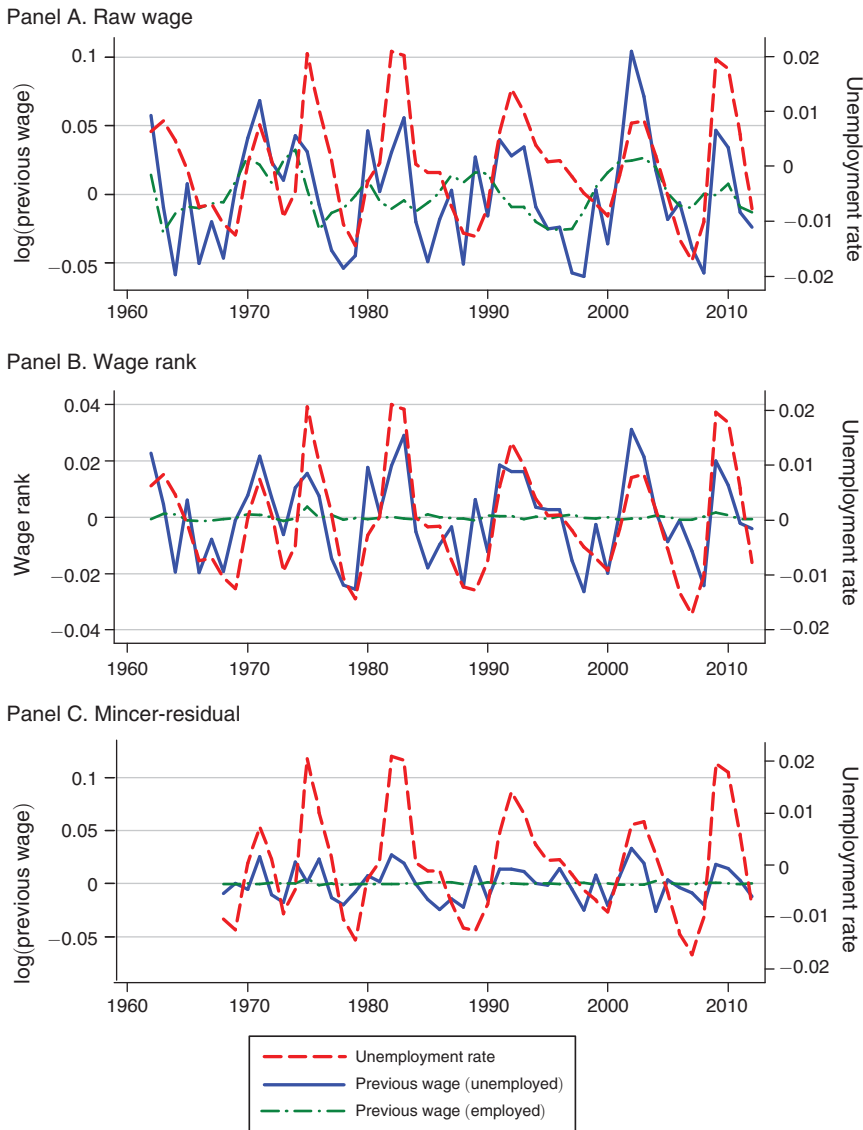 Panel A. Raw wage
log(previous wage)
0.1
0.05
0
−0.05
0.02
0.01
0
−0.01
−0.02
Unemployment rate
1960 1970 1980 1990 2000 2010
Panel B. Wage rank
Wage rank
0.04
0.02
0
−0.02
−0.04
0.02
0.01
0
−0.01
−0.02
Unemployment rate
1960 1970 1980 1990 2000 2010
Panel C. Mincer-residual
log(previous wage)
0.1
0.05
0
−0.05
0.02
0.01
0
−0.01
−0.02
Unemployment rate
1960 1970 1980 1990 2000 2010
Unemployment rate
Previous wage (unemployed)
Previous wage (employed)